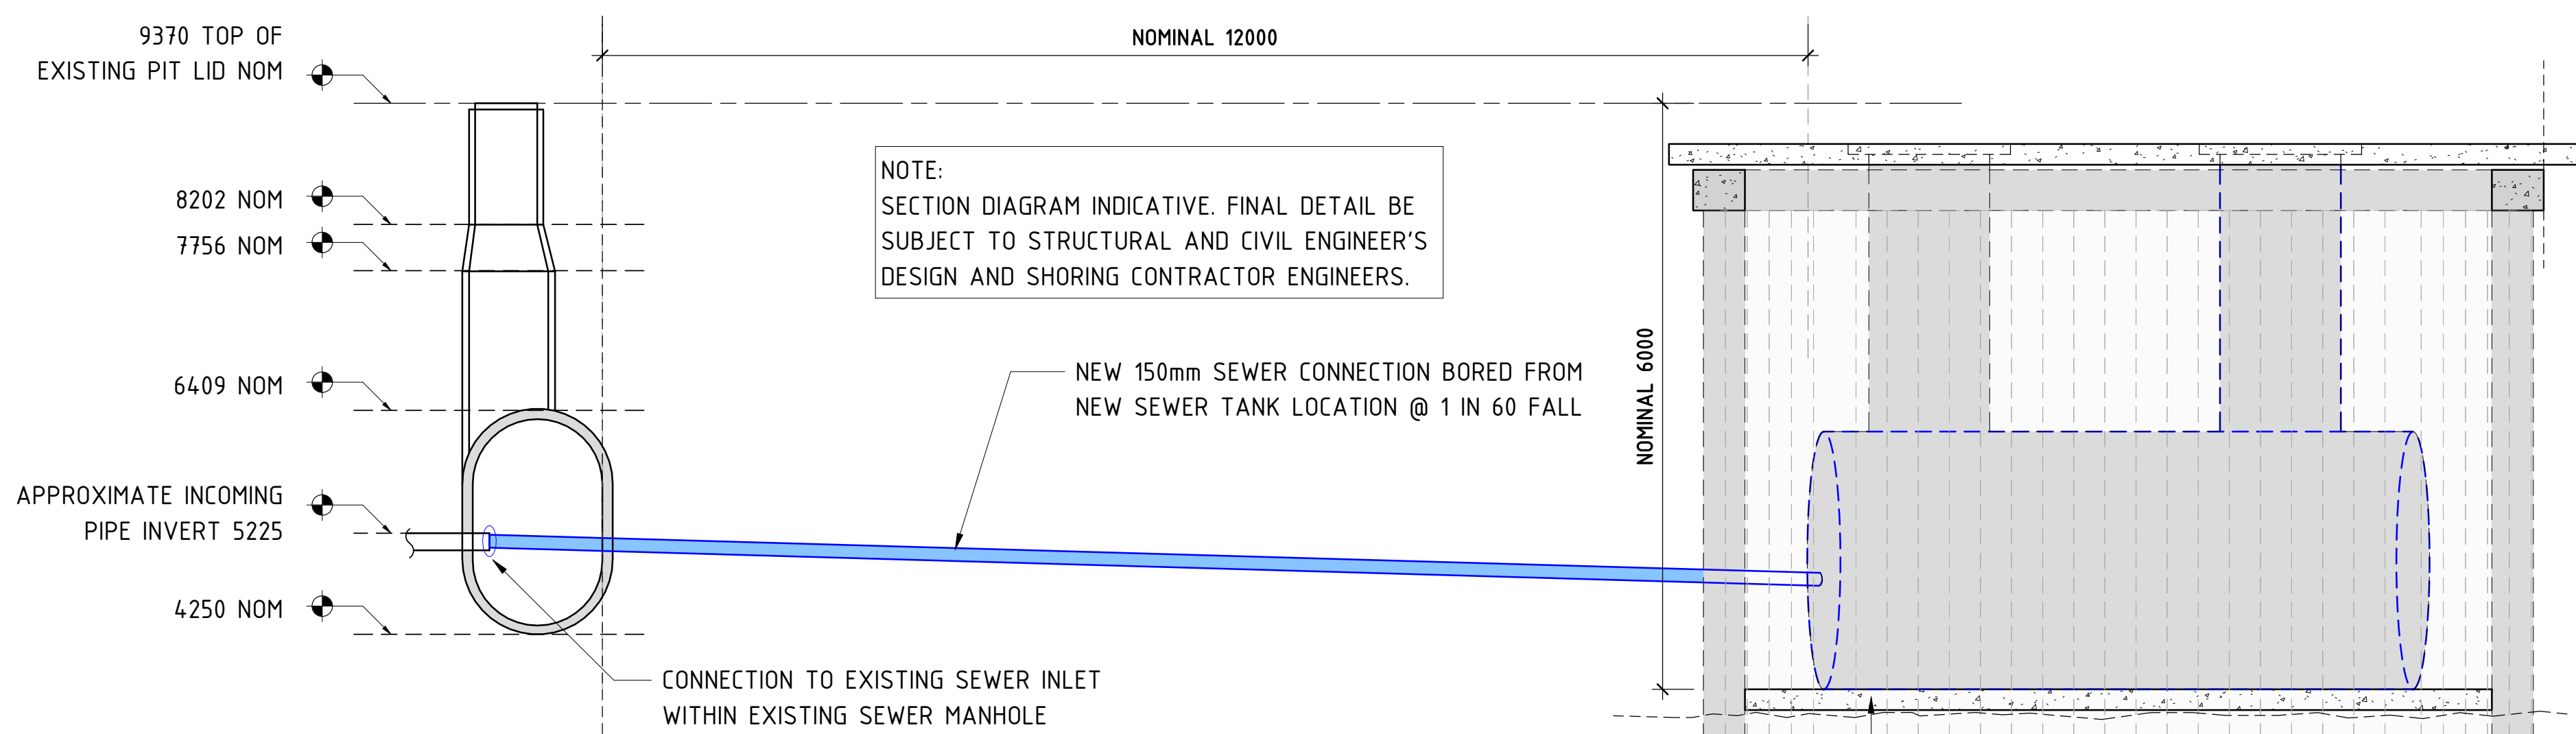 9370 TOP OF
EXISTING PIT LID NOM
8202 NOM
7756 NOM
6409 NOM
APPROXIMATE INCOMING
PIPE INVERT 5225
4250 NOM
NOMINAL 12000
NOTE:
SECTION DIAGRAM INDICATIVE. FINAL DETAIL BE
SUBJECT TO STRUCTURAL AND CIVIL ENGINEER'S
DESIGN AND SHORING CONTRACTOR ENGINEERS.
NEW 150mm SEWER CONNECTION BORED FROM
NEW SEWER TANK LOCATION @ 1 IN 60 FALL
CONNECTION TO EXISTING SEWER INLET
WITHIN EXISTING SEWER MANHOLE
NOMINAL 6000